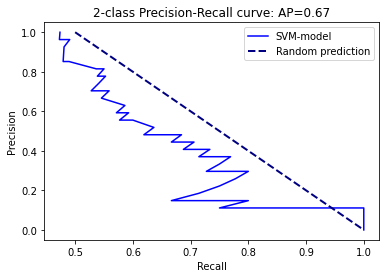 2-class Precision-Recall curve: AP=0.67
SVM-model
Random prediction
Precision
1.0
0.8
0.6
0.4
0.2
0.0
0.5 0.6 0.7 0.8 0.9 1.0
Recall